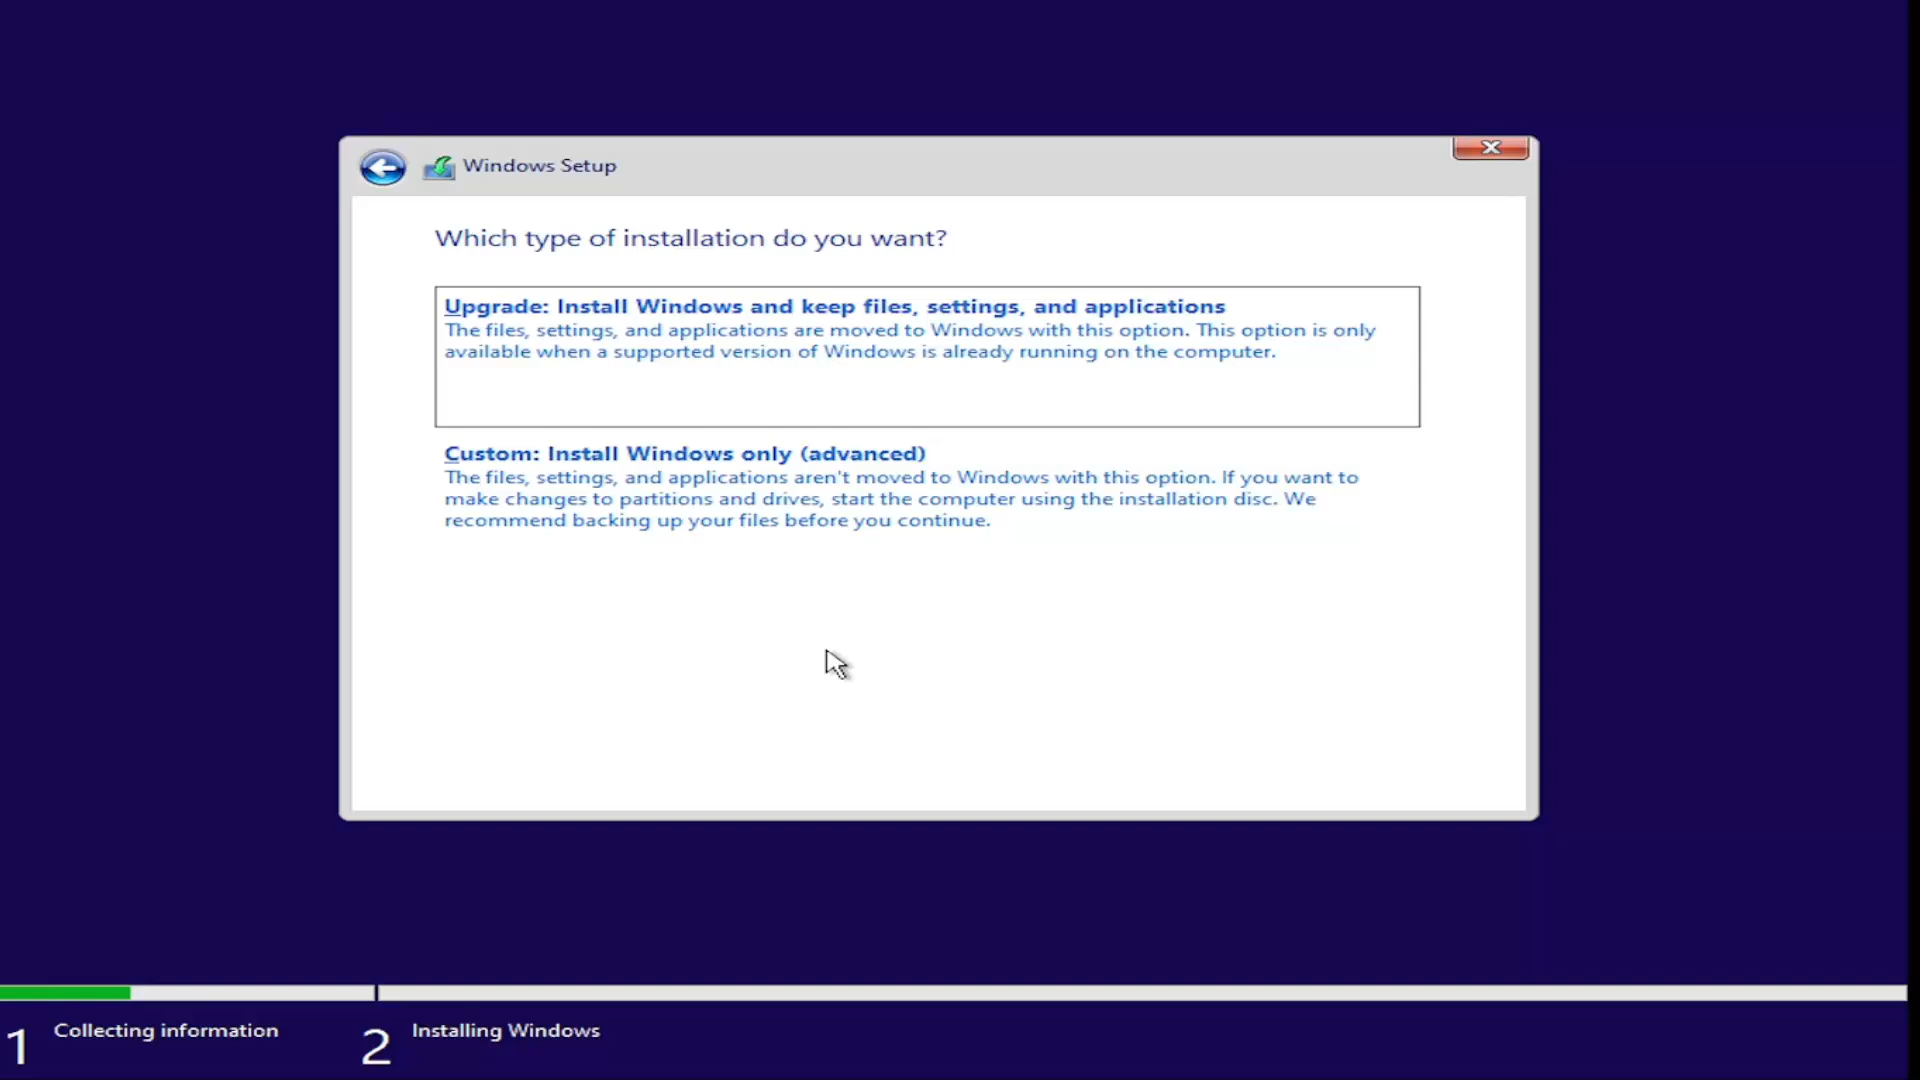 Windows Setup
Which type of installation do you want?
Upgrade: Install Windows and keep files, settings, and applications
The files, settings, and applications are moved to Windows with this option. This option is only
available when a supported version of Windows is already running on the computer.
Custom: Install Windows only (advanced)
The files, settings, and applications aren't moved to Windows with this option. If you want to
make changes to partitions and drives, start the computer using the installation disc. We
recommend backing up your files before you continue.
1 Collecting information
2 Installing Windows